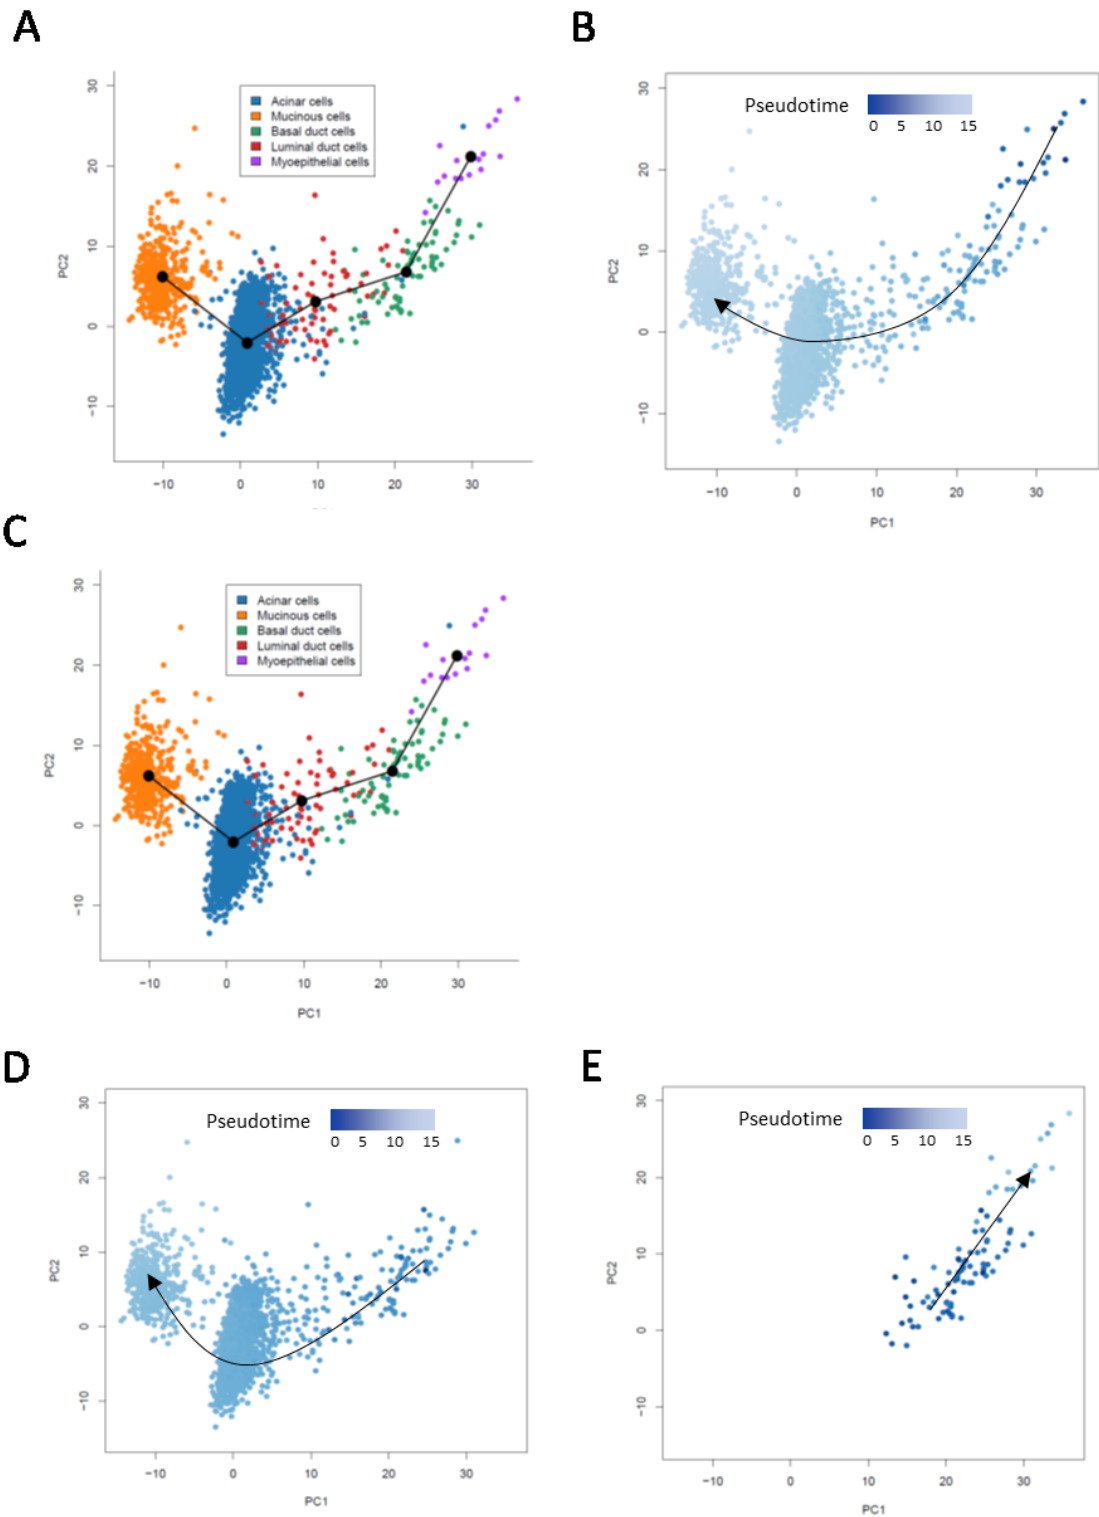 A
B
30
20
10
0
−10
PC2
Acinar cells
Mucinous cells
Basal duct cells
Luminal duct cells
Myoepithelial cells
−10 0 10 20 30
30
20
10
0
−10
PC2
Pseudotime
0 5 10 15
−10 0 10 20 30
PC1
C
30
20
10
0
−10
PC2
Acinar cells
Mucinous cells
Basal duct cells
Luminal duct cells
Myoepithelial cells
−10 0 10 20 30
PC1
D
E
30
20
10
0
−10
PC2
Pseudotime
0 5 10 15
−10 0 10 20 30
PC1
30
20
10
0
−10
PC2
Pseudotime
0 5 10 15
−10 0 10 20 30
PC1